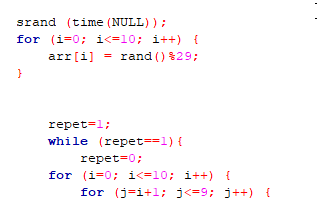 srand (time(NULL));
for (i=0; i<=10; i++) {
    arr[i] = rand()%29;
}
    repet=1;
    while (repet==1){
        repet=0;
    for (i=0; i<=10; i++) {
        for (j=i+1; j<=9; j++) {